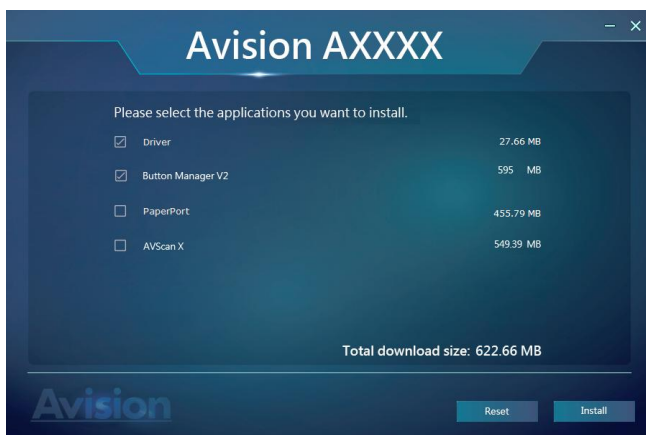 Avision AXXXX
Please select the applications you want to install.
Driver 27.66 MB
Button Manager V2 595 MB
PaperPort 455.79 MB
AVScan X 549.39 MB
Total download size: 622.66 MB
Avision
Reset Install